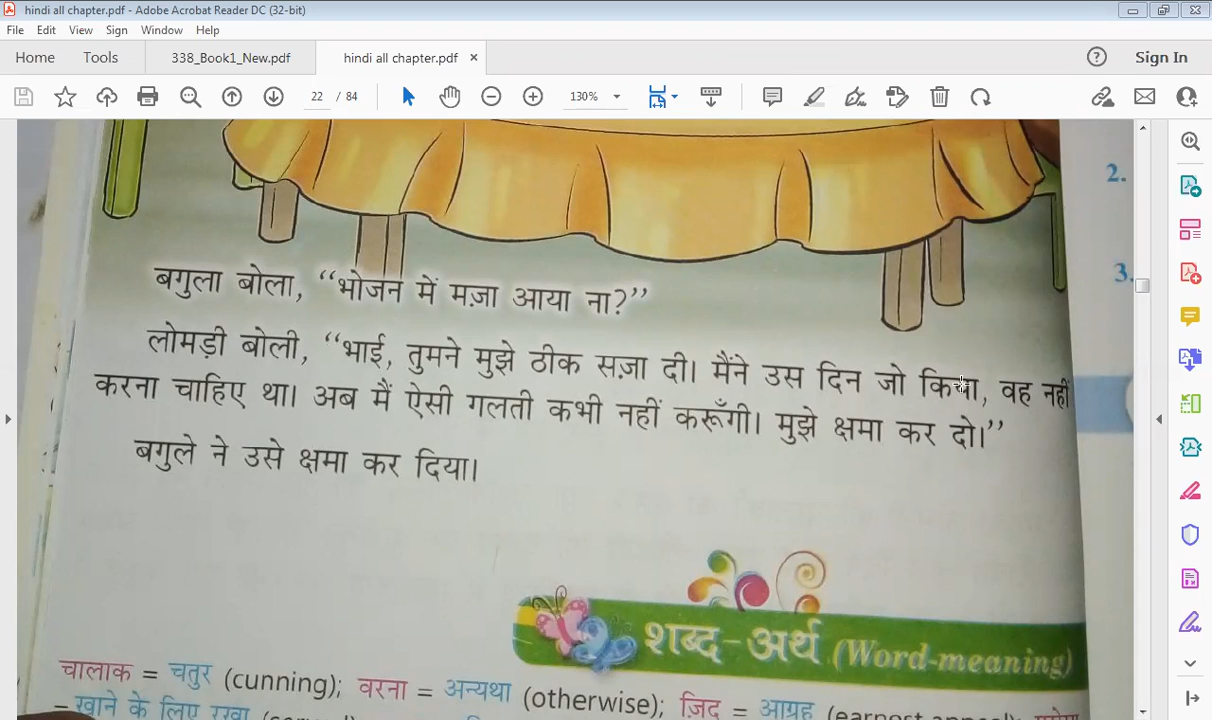 hindi all chapter.pdf - Adobe Acrobat Reader DC (32-bit)
File Edit View Sign Window Help
Home Tools 338_Book1_New.pdf hindi all chapter.pdf × Sign In
22 / 84 130%
2.
बगुला बोला, “भोजन में मज़ा आया ना?”
3.
लोमड़ी बोली, “भाई, तुमने मुझे ठीक सज़ा दी। मैंने उस दिन जो किया, वह नहीं
करना चाहिए था। अब मैं ऐसी गलती कभी नहीं करूँगी। मुझे क्षमा कर दो।”
बगुले ने उसे क्षमा कर दिया।
शब्द-अर्थ (Word-meaning)
चालाक = चतुर (cunning); वरना = अन्यथा (otherwise); ज़िद = आग्रह (earnest appeal);
– खाने के लिए रखा